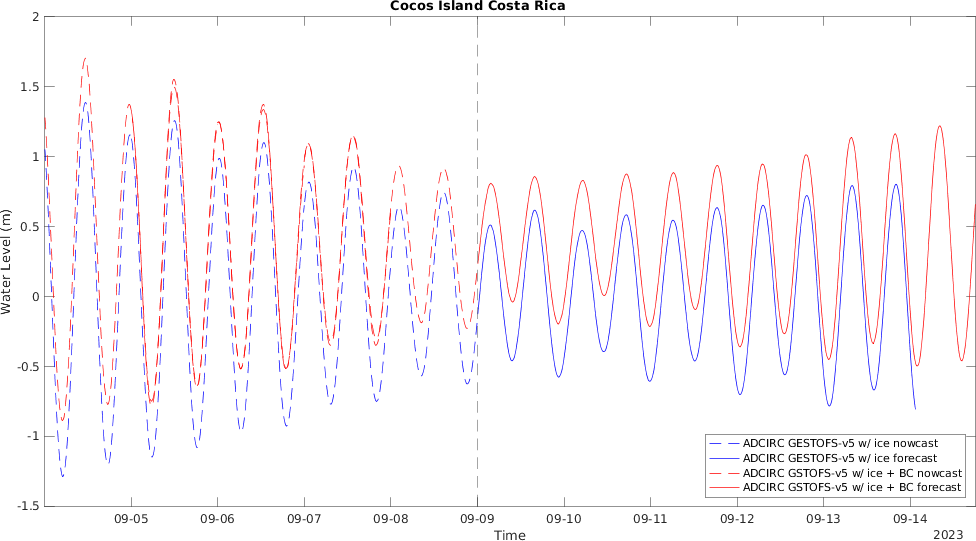 Cocos Island Costa Rica
2
1.5
1
0.5
0
-0.5
-1
-1.5
Water Level (m)
09-05 09-06 09-07 09-08 09-09 09-10 09-11 09-12 09-13 09-14
Time
2023
ADCIRC GESTOFS-v5 w/ ice nowcast
ADCIRC GESTOFS-v5 w/ ice forecast
ADCIRC GSTOFS-v5 w/ ice + BC nowcast
ADCIRC GSTOFS-v5 w/ ice + BC forecast